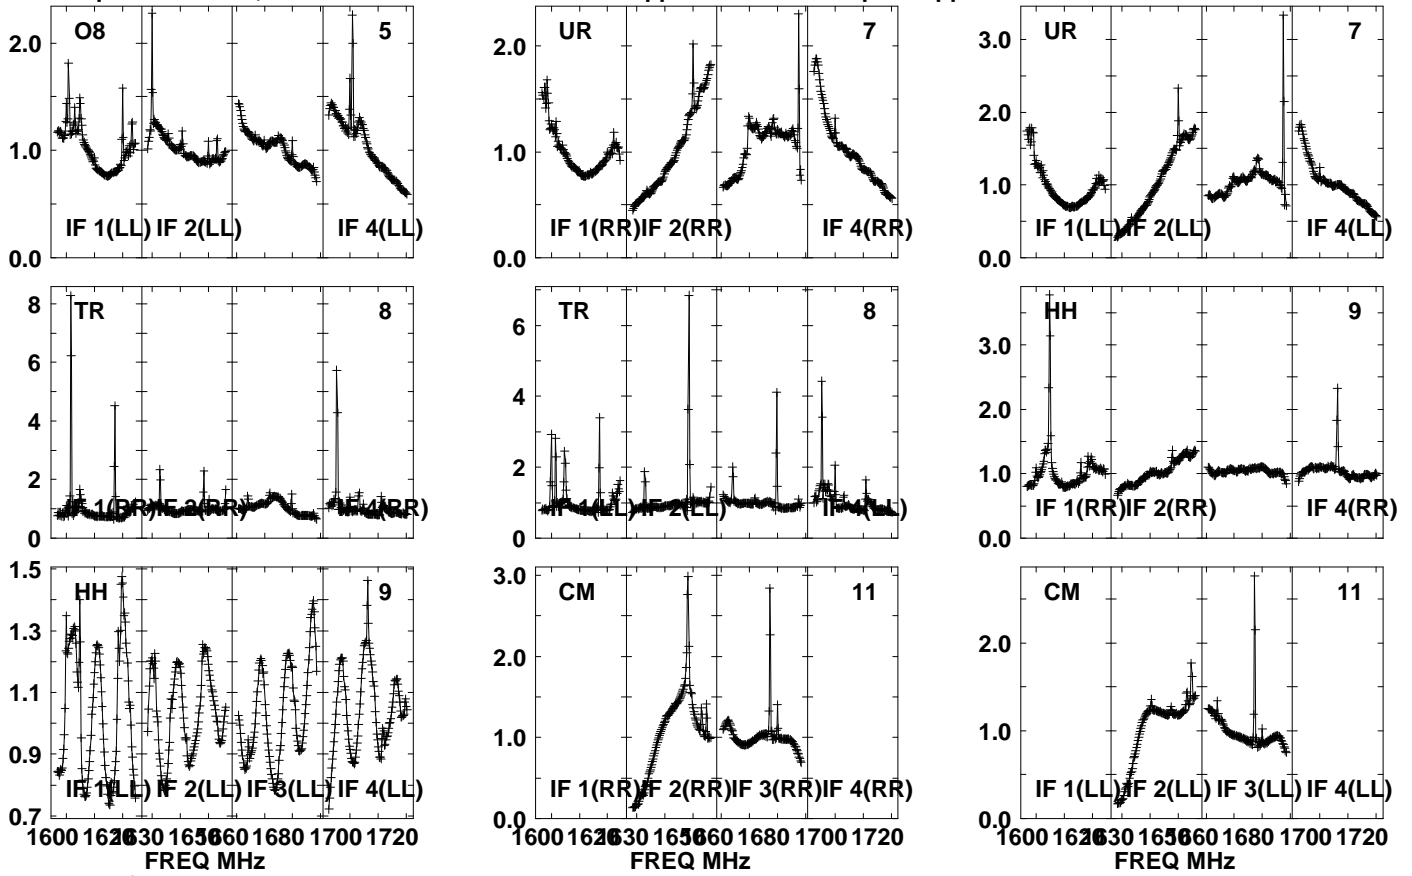 O8 5
2.0
1.0
0.0
IF 1(LL) IF 2(LL) IF 4(LL)
UR 7
2.0
1.0
0.0
IF 1(RR) IF 2(RR) IF 4(RR)
UR 7
3.0
2.0
1.0
0.0
IF 1(LL) IF 2(LL) IF 4(LL)
TR 8
8
6
4
2
0
IF 1(RR) IF 2(RR) IF 4(RR)
TR 8
6
4
2
0
IF 1(LL) IF 2(LL) IF 4(LL)
HH 9
3.0
2.0
1.0
0.0
IF 1(RR) IF 2(RR) IF 4(RR)
HH 9
1.5
1.3
1.1
0.9
0.7
IF 1(LL) IF 2(LL) IF 3(LL) IF 4(LL)
1600 1620 1630 1650 1660 1680 1700 1720
FREQ MHz
CM 11
3.0
2.0
1.0
0.0
IF 1(RR) IF 2(RR) IF 3(RR) IF 4(RR)
1600 1620 1630 1650 1660 1680 1700 1720
FREQ MHz
CM 11
2.0
1.0
0.0
IF 1(LL) IF 2(LL) IF 3(LL) IF 4(LL)
1600 1620 1630 1650 1660 1680 1700 1720
FREQ MHz